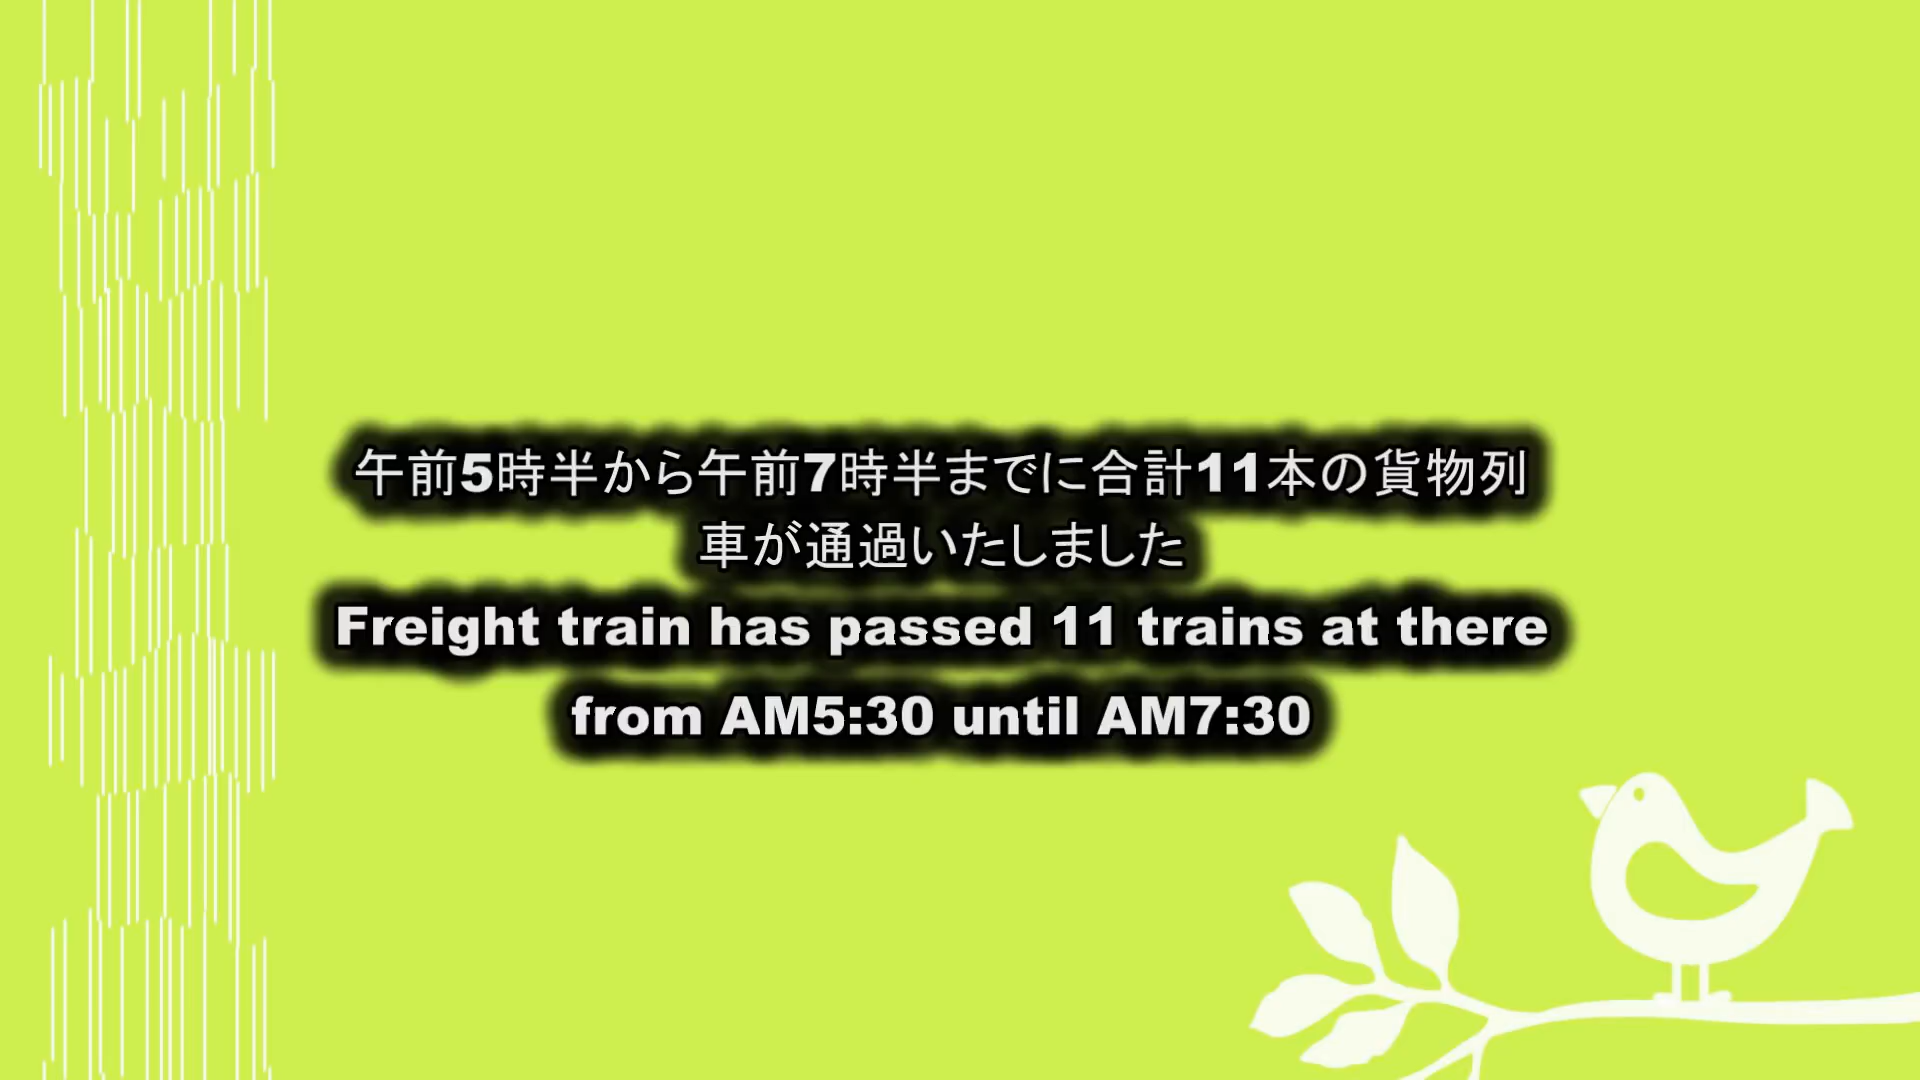 午前5時半から午前7時半までに合計11本の貨物列
車が通過いたしました
Freight train has passed 11 trains at there
from AM5:30 until AM7:30